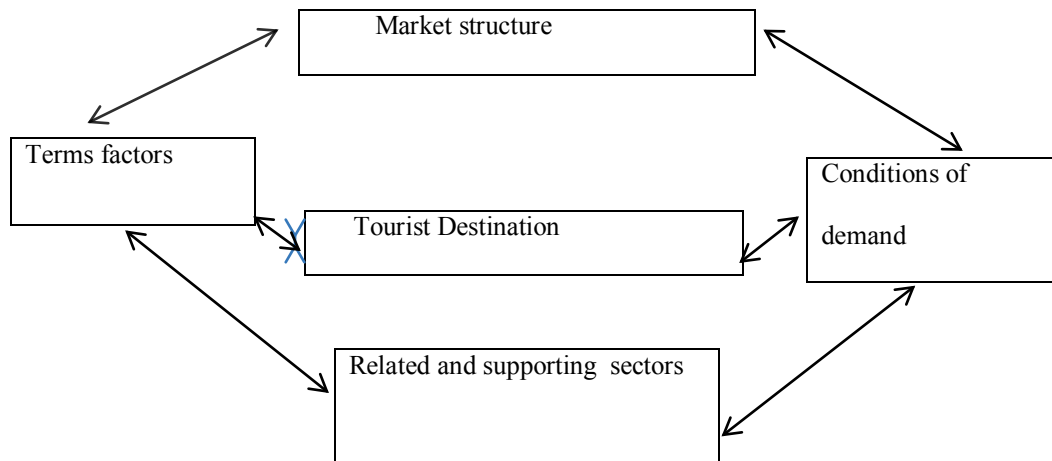 Market structure
Terms factors
Conditions of
demand
Tourist Destination
Related and supporting sectors